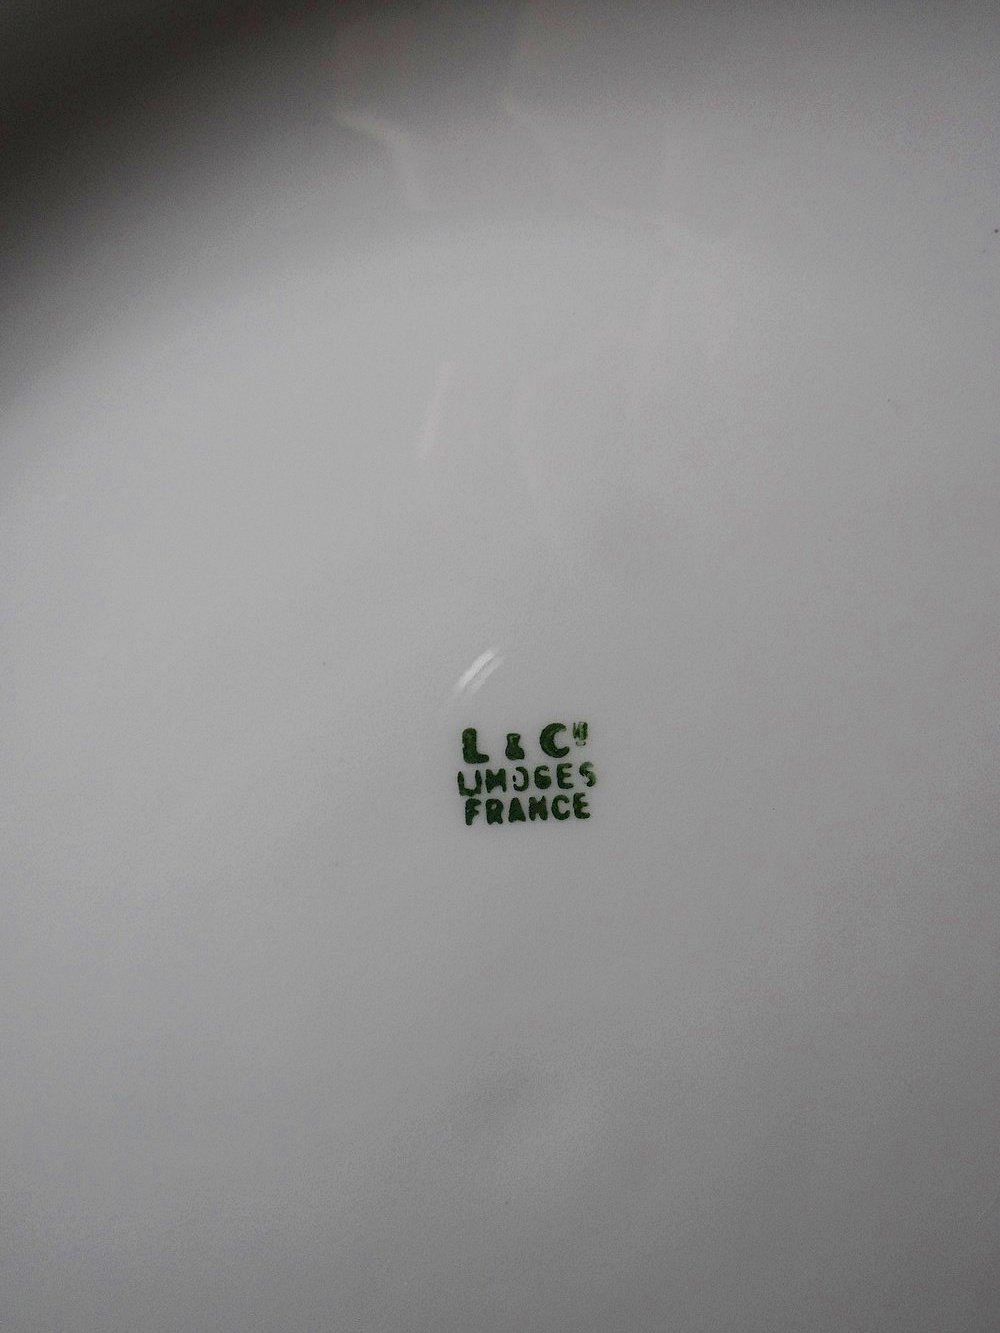 L & Cie
LIMOGES
FRANCE